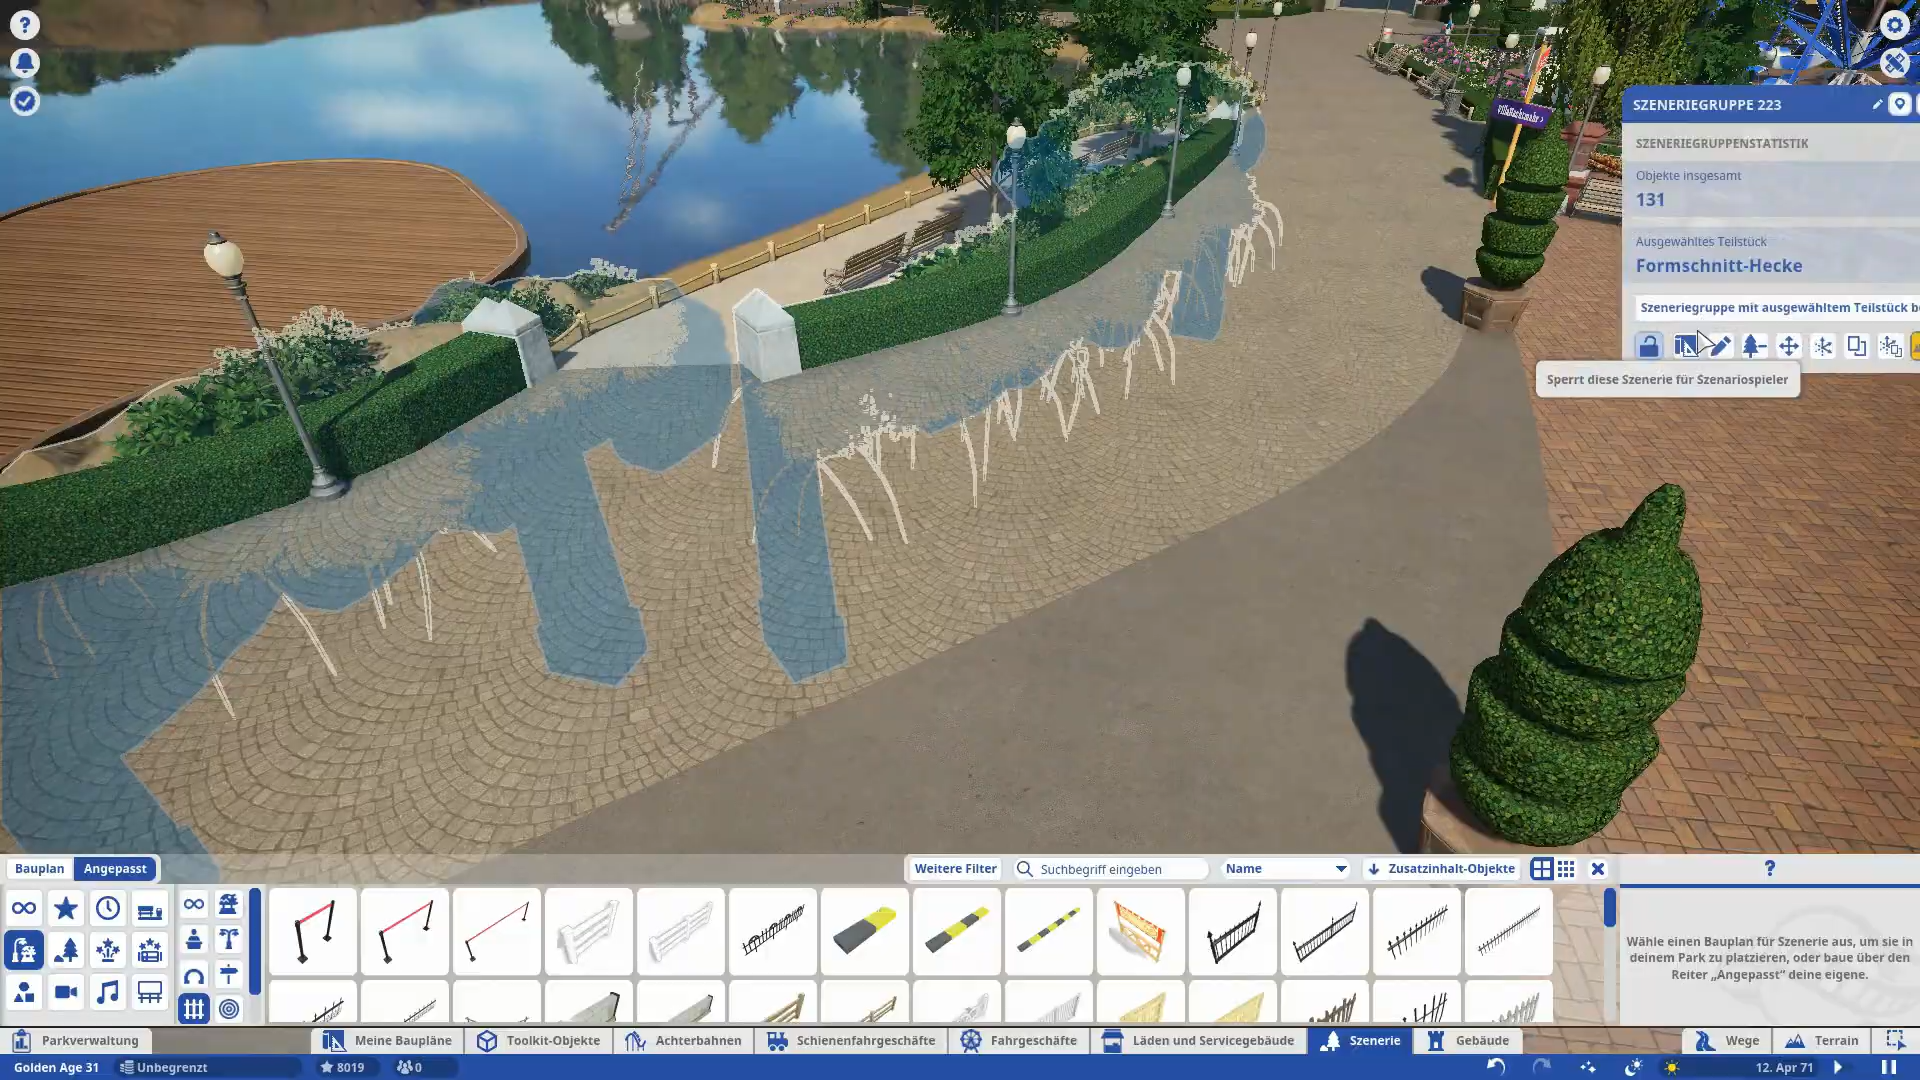 SZENERIEGRUPPE 223
SZENERIEGRUPPENSTATISTIK
Objekte insgesamt
131
Ausgewähltes Teilstück
Formschnitt-Hecke
Szeneriegruppe mit ausgewähltem Teilstück
Sperrt diese Szenerie für Szenariospieler
Bauplan
Angepasst
Weitere Filter
Suchbegriff eingeben
Name
Zusatzinhalt-Objekte
?
Wähle einen Bauplan für Szenerie aus, um sie in
deinem Park zu platzieren, oder baue über den
Reiter „Angepasst“ deine eigene.
Parkverwaltung
Meine Baupläne
Toolkit-Objekte
Achterbahnen
Schienenfahrgeschäfte
Fahrgeschäfte
Läden und Servicegebäude
Szenerie
Gebäude
Wege
Terrain
Golden Age 31
Unbegrenzt
8019
0
12. Apr 71